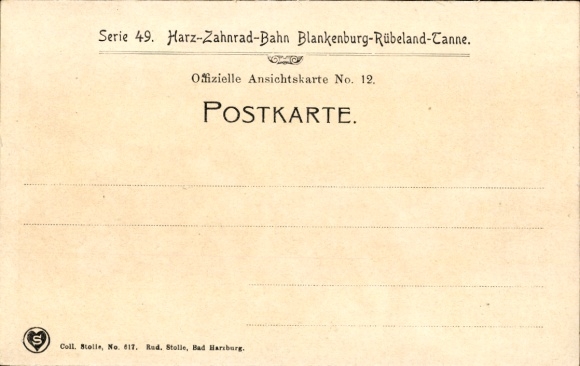 Serie 49. Harz-Zahnrad-Bahn Blankenburg-Rübeland-Tanne.
Offizielle Ansichtskarte No. 12.
POSTKARTE.
S
Coll. Stolle, No. 617. Rud. Stolle, Bad Harzburg.